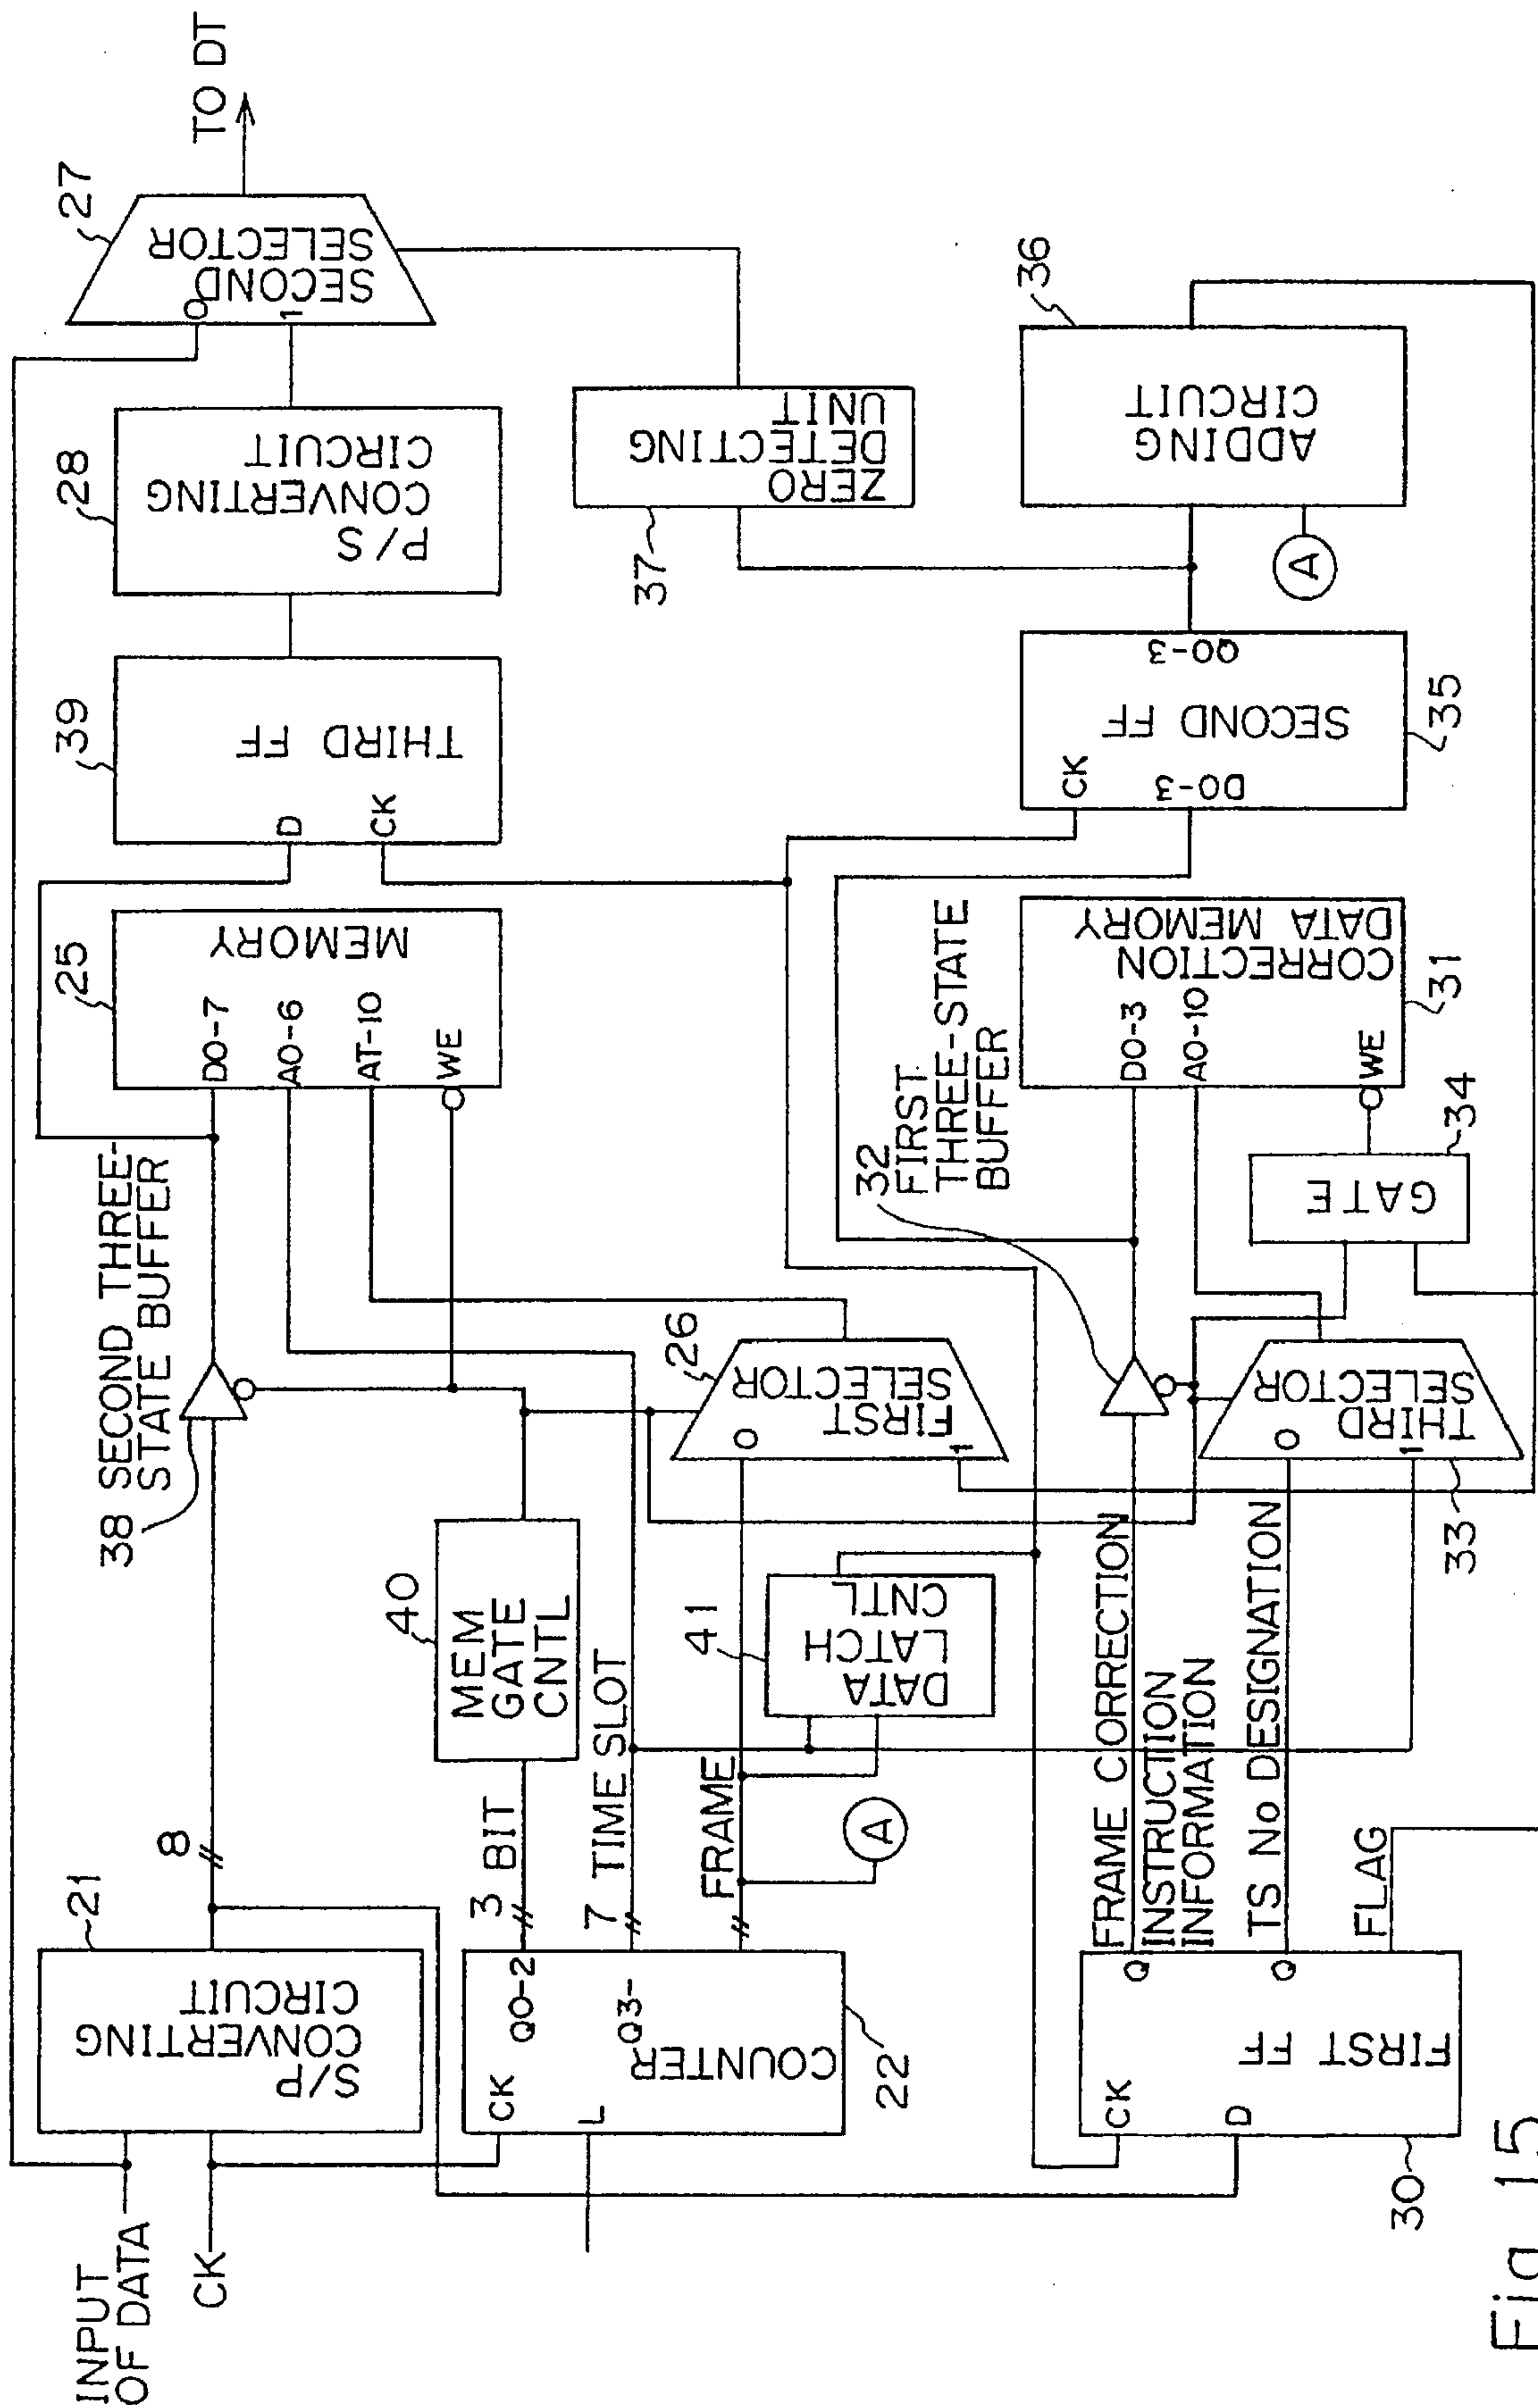 INPUT
OF DATA
CK
21
S/P
CONVERTING
CIRCUIT
8
38 SECOND THREE-
STATE BUFFER
25
MEMORY
D0-7
A0-6
AT-10
WE
39
THIRD FF
D
CK
28
P/S
CONVERTING
CIRCUIT
27
SECOND
SELECTOR
0
1
TO DT
CK
L
Q0-2
Q3-
COUNTER
22
3 BIT
7 TIME SLOT
FRAME
A
40
MEM
GATE
CNTL
41
DATA
LATCH
CNTL
26
FIRST
SELECTOR
0
1
37
ZERO
DETECTING
UNIT
CK
D
FIRST FF
30
Q
Q
FRAME CORRECTION
INSTRUCTION
INFORMATION
TS No DESIGNATION
FLAG
32
FIRST
THREE-STATE
BUFFER
THIRD
SELECTOR
0
1
33
GATE
34
CORRECTION
DATA MEMORY
D0-3
A0-10
WE
31
CK
D0-3
SECOND FF
Q0-3
35
36
ADDING
CIRCUIT
A
Fig. 15